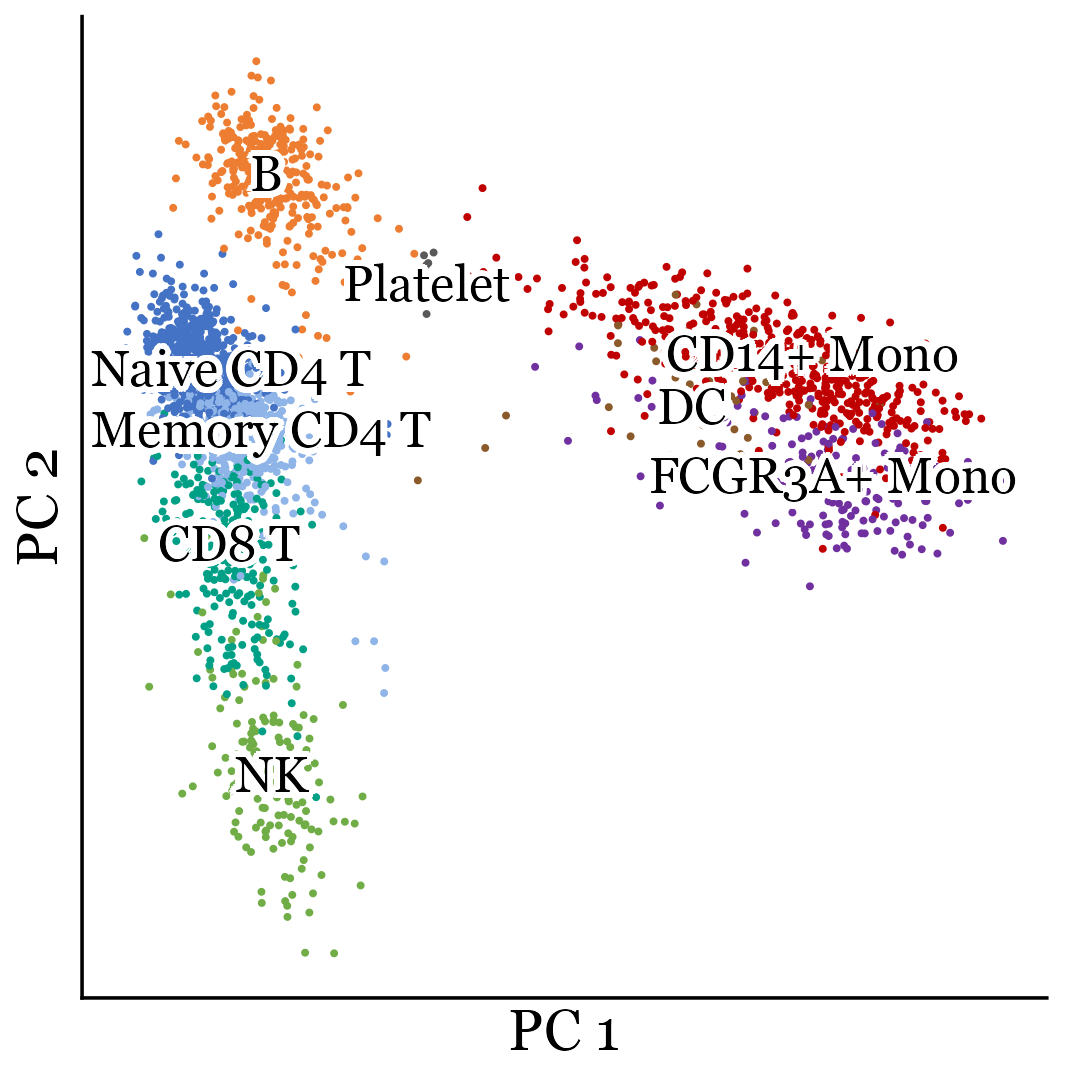 B
Platelet
CD14+ Mono
Naive CD4 T
DC
Memory CD4 T
FCGR3A+ Mono
CD8 T
NK
PC 2
PC 1